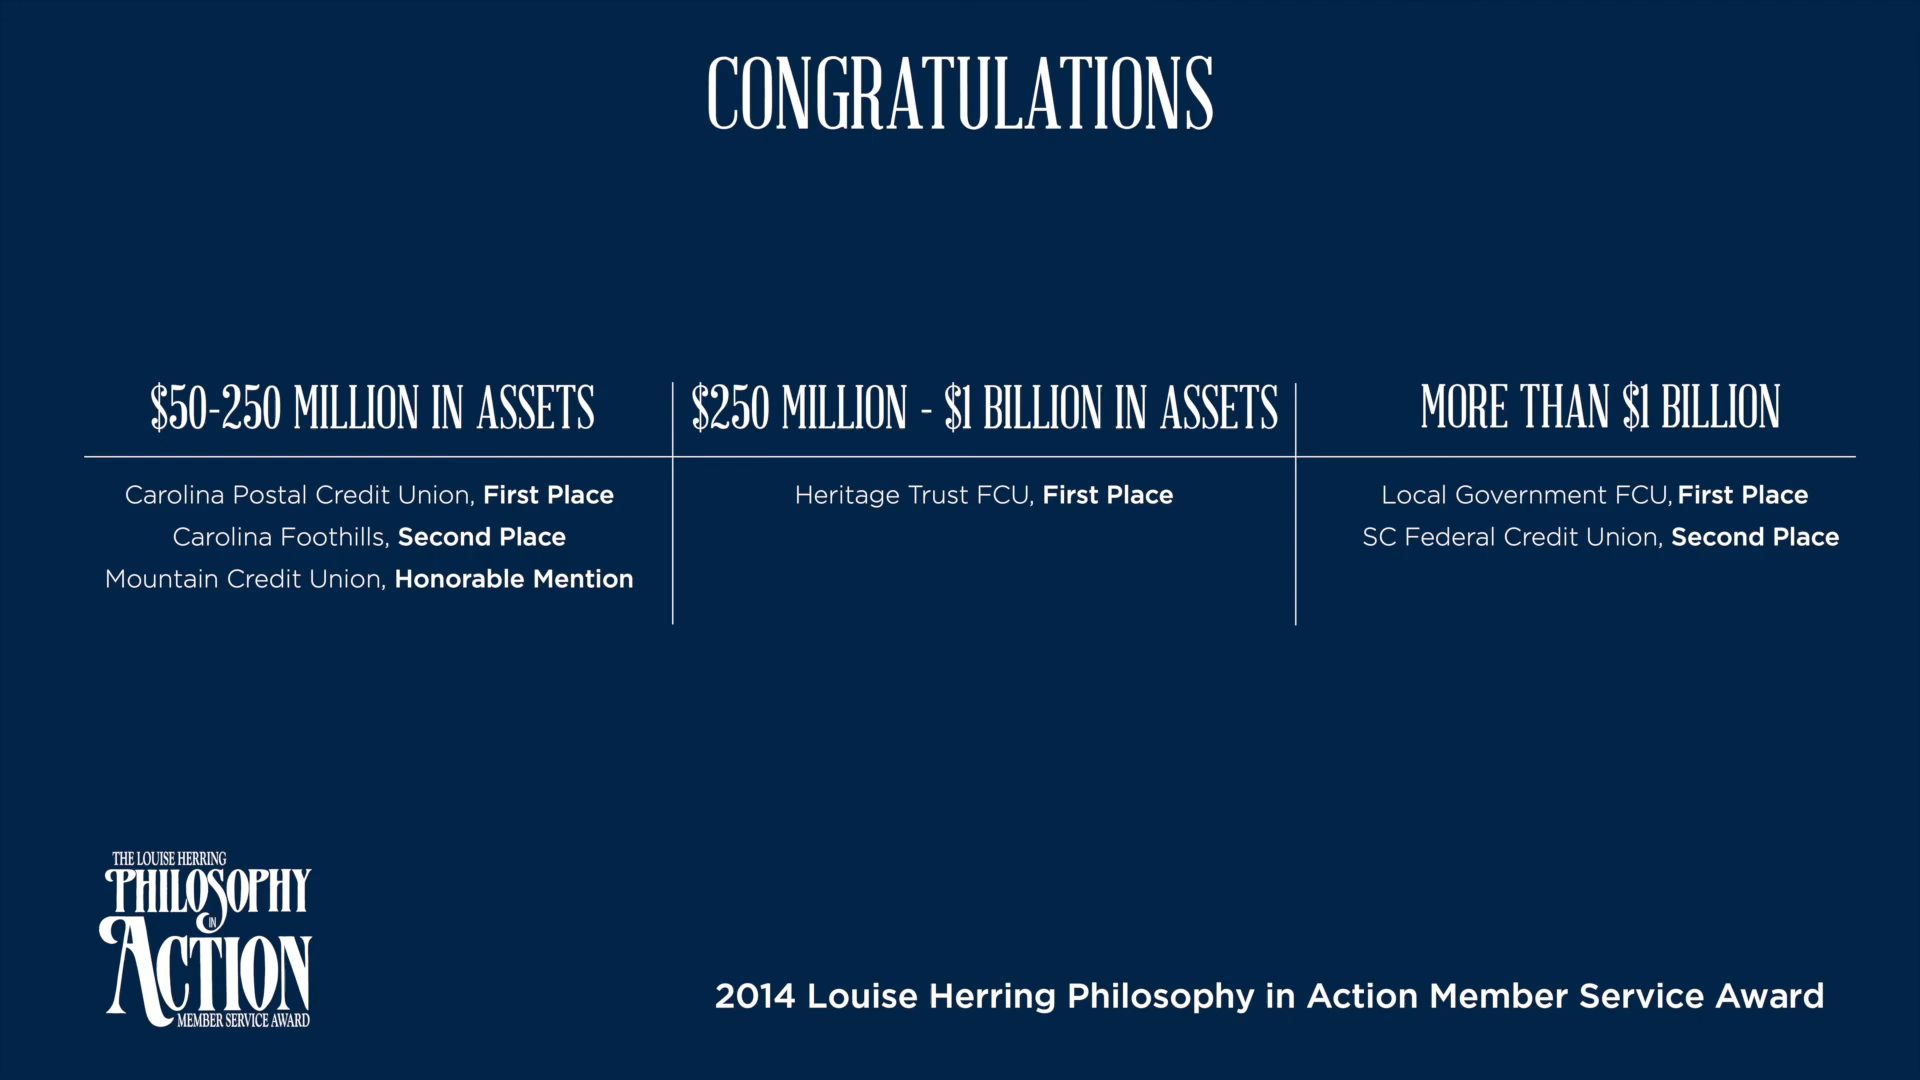 CONGRATULATIONS
$50-250 MILLION IN ASSETS
Carolina Postal Credit Union, First Place
Carolina Foothills, Second Place
Mountain Credit Union, Honorable Mention
$250 MILLION - $1 BILLION IN ASSETS
Heritage Trust FCU, First Place
MORE THAN $1 BILLION
Local Government FCU, First Place
SC Federal Credit Union, Second Place
THE LOUISE HERRING
PHILOSOPHY
IN
ACTION
MEMBER SERVICE AWARD
2014 Louise Herring Philosophy in Action Member Service Award